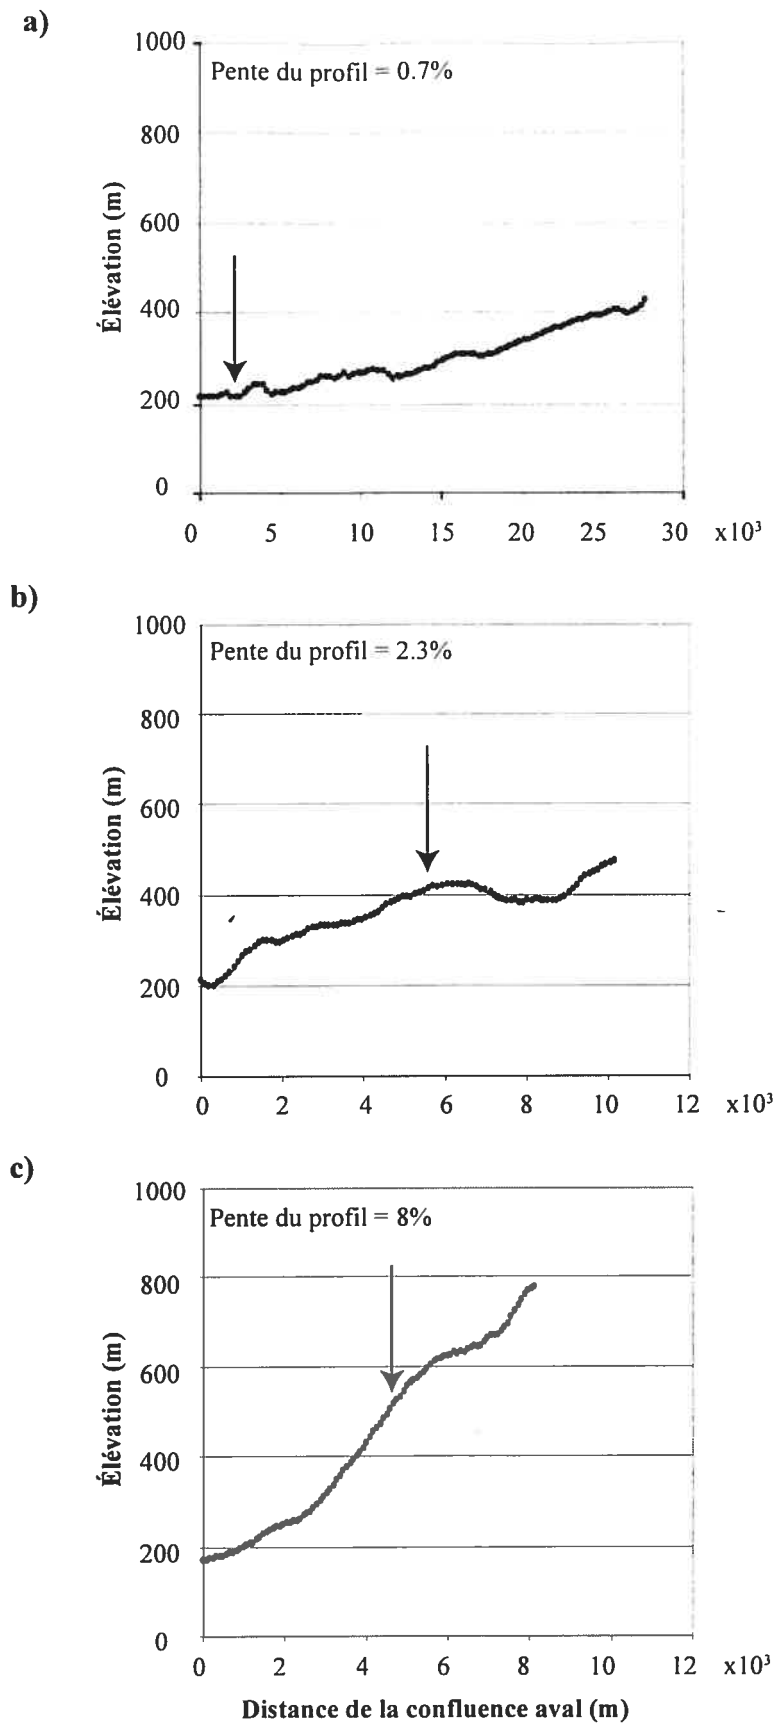 a)
1000
Pente du profil = 0.7%
800
600
400
200
0
Élévation (m)
0 5 10 15 20 25 30 x10³
b)
1000
Pente du profil = 2.3%
800
600
400
200
0
Élévation (m)
0 2 4 6 8 10 12 x10³
c)
1000
Pente du profil = 8%
800
600
400
200
0
Élévation (m)
0 2 4 6 8 10 12 x10³
Distance de la confluence aval (m)